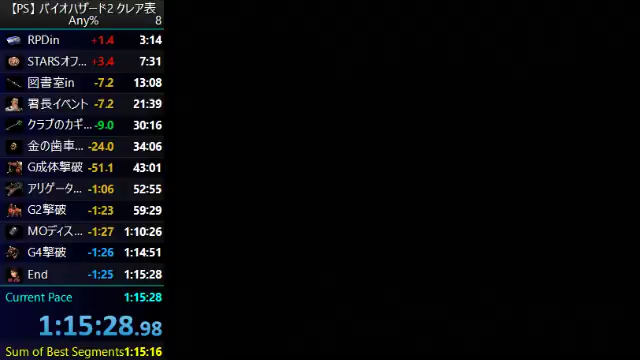 【PS】バイオハザード2 クレア表
Any% 8
RPDin +1.4 3:14
STARSオフ... +3.4 7:31
図書室in -7.2 13:08
署長イベント -7.2 21:39
クラブのカギ... -9.0 30:16
金の歯車... -24.0 34:06
G成体撃破 -51.1 43:01
アリゲータ... -1:06 52:55
G2撃破 -1:23 59:29
MOディス... -1:27 1:10:26
G4撃破 -1:26 1:14:51
End -1:25 1:15:28
Current Pace 1:15:28
1:15:28.98
Sum of Best Segments 1:15:16